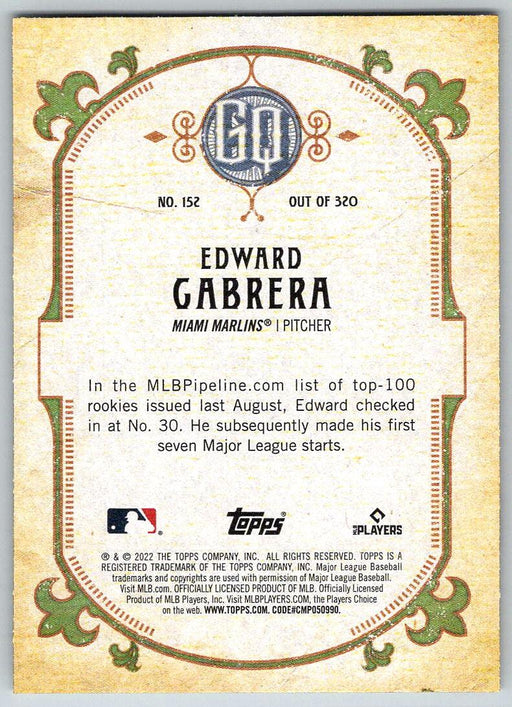 GQ
NO. 152 OUT OF 320
EDWARD
CABRERA
MIAMI MARLINS® | PITCHER
In the MLBPipeline.com list of top-100
rookies issued last August, Edward checked
in at No. 30. He subsequently made his first
seven Major League starts.
topps® MLB PLAYERS
® & © 2022 THE TOPPS COMPANY, INC. ALL RIGHTS RESERVED. TOPPS IS A
REGISTERED TRADEMARK OF THE TOPPS COMPANY, INC. Major League Baseball
trademarks and copyrights are used with permission of Major League Baseball.
Visit MLB.com. OFFICIALLY LICENSED PRODUCT OF MLB. Officially Licensed
Product of MLB Players, Inc. Visit MLBPLAYERS.COM, the Players Choice
on the web. WWW.TOPPS.COM. CODE#CMP050990.